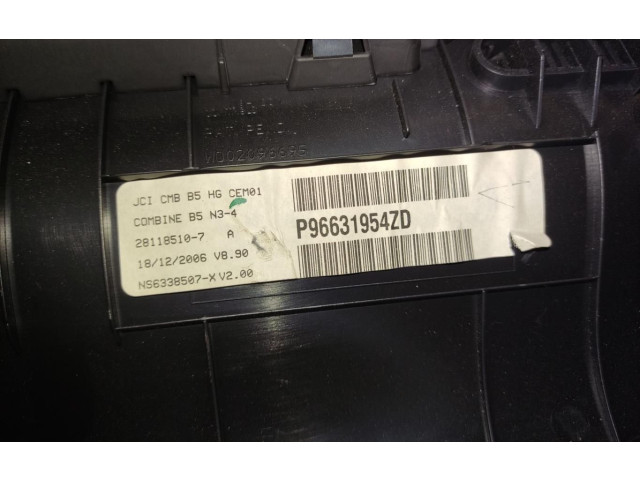 JCI CMB B5 HG CEM01
COMBINE B5 N3-4
28118510-7 A
18/12/2006 V8.90
NS6338507-X V2.00
P96631954ZD